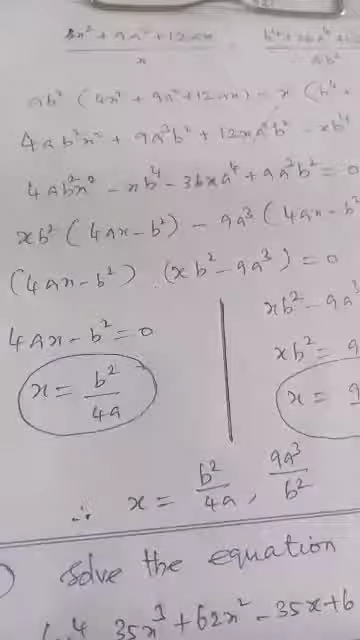 x
ab²
ab² (4x² + 9a² + 12ax) = x (b⁴ +
4ab²x² + 9a³b² + 12xa²b² - xb⁴
4ab²x² - xb⁴ - 36xa⁴ + 9a³b² = 0
xb² (4ax - b²) - 9a³ (4ax - b²
(4ax - b²) (xb² - 9a³) = 0
4ax - b² = 0
x = b²/4a
xb² - 9a³
xb² = 9
x = 9
∴ x = b²/4a, 9a³/b²
Solve the equation
35x³ + 62x² - 35x + 6